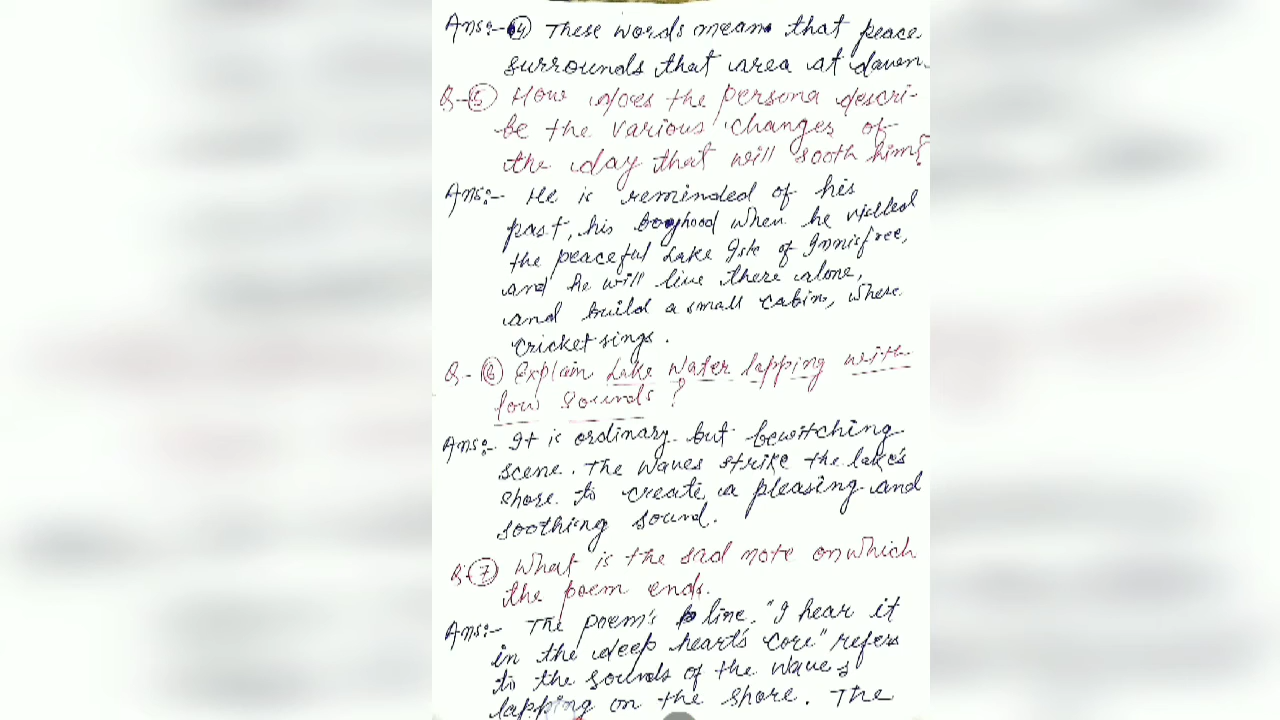 Ans:- (4) These words mean that peace
surrounds that area at dawen.
Q-(5) How does the persona descri-
be the various changes of
the day that will sooth him?
Ans:- He is reminded of his
past, his boyhood when he visited
the peaceful Lake Isle of Innisfree,
and he will live there alone,
and build a small cabin, where
cricket sings.
Q-(6) Explain Lake Water lapping with
low sounds?
Ans:- It is ordinary but bewitching
scene. The waves strike the lake's
shore to create a pleasing and
soothing sound.
Q(7) What is the sad note on which
the poem ends.
Ans:- The poem's line, "I hear it
in the deep heart's core" refers
to the sounds of the waves
lapping on the shore. The